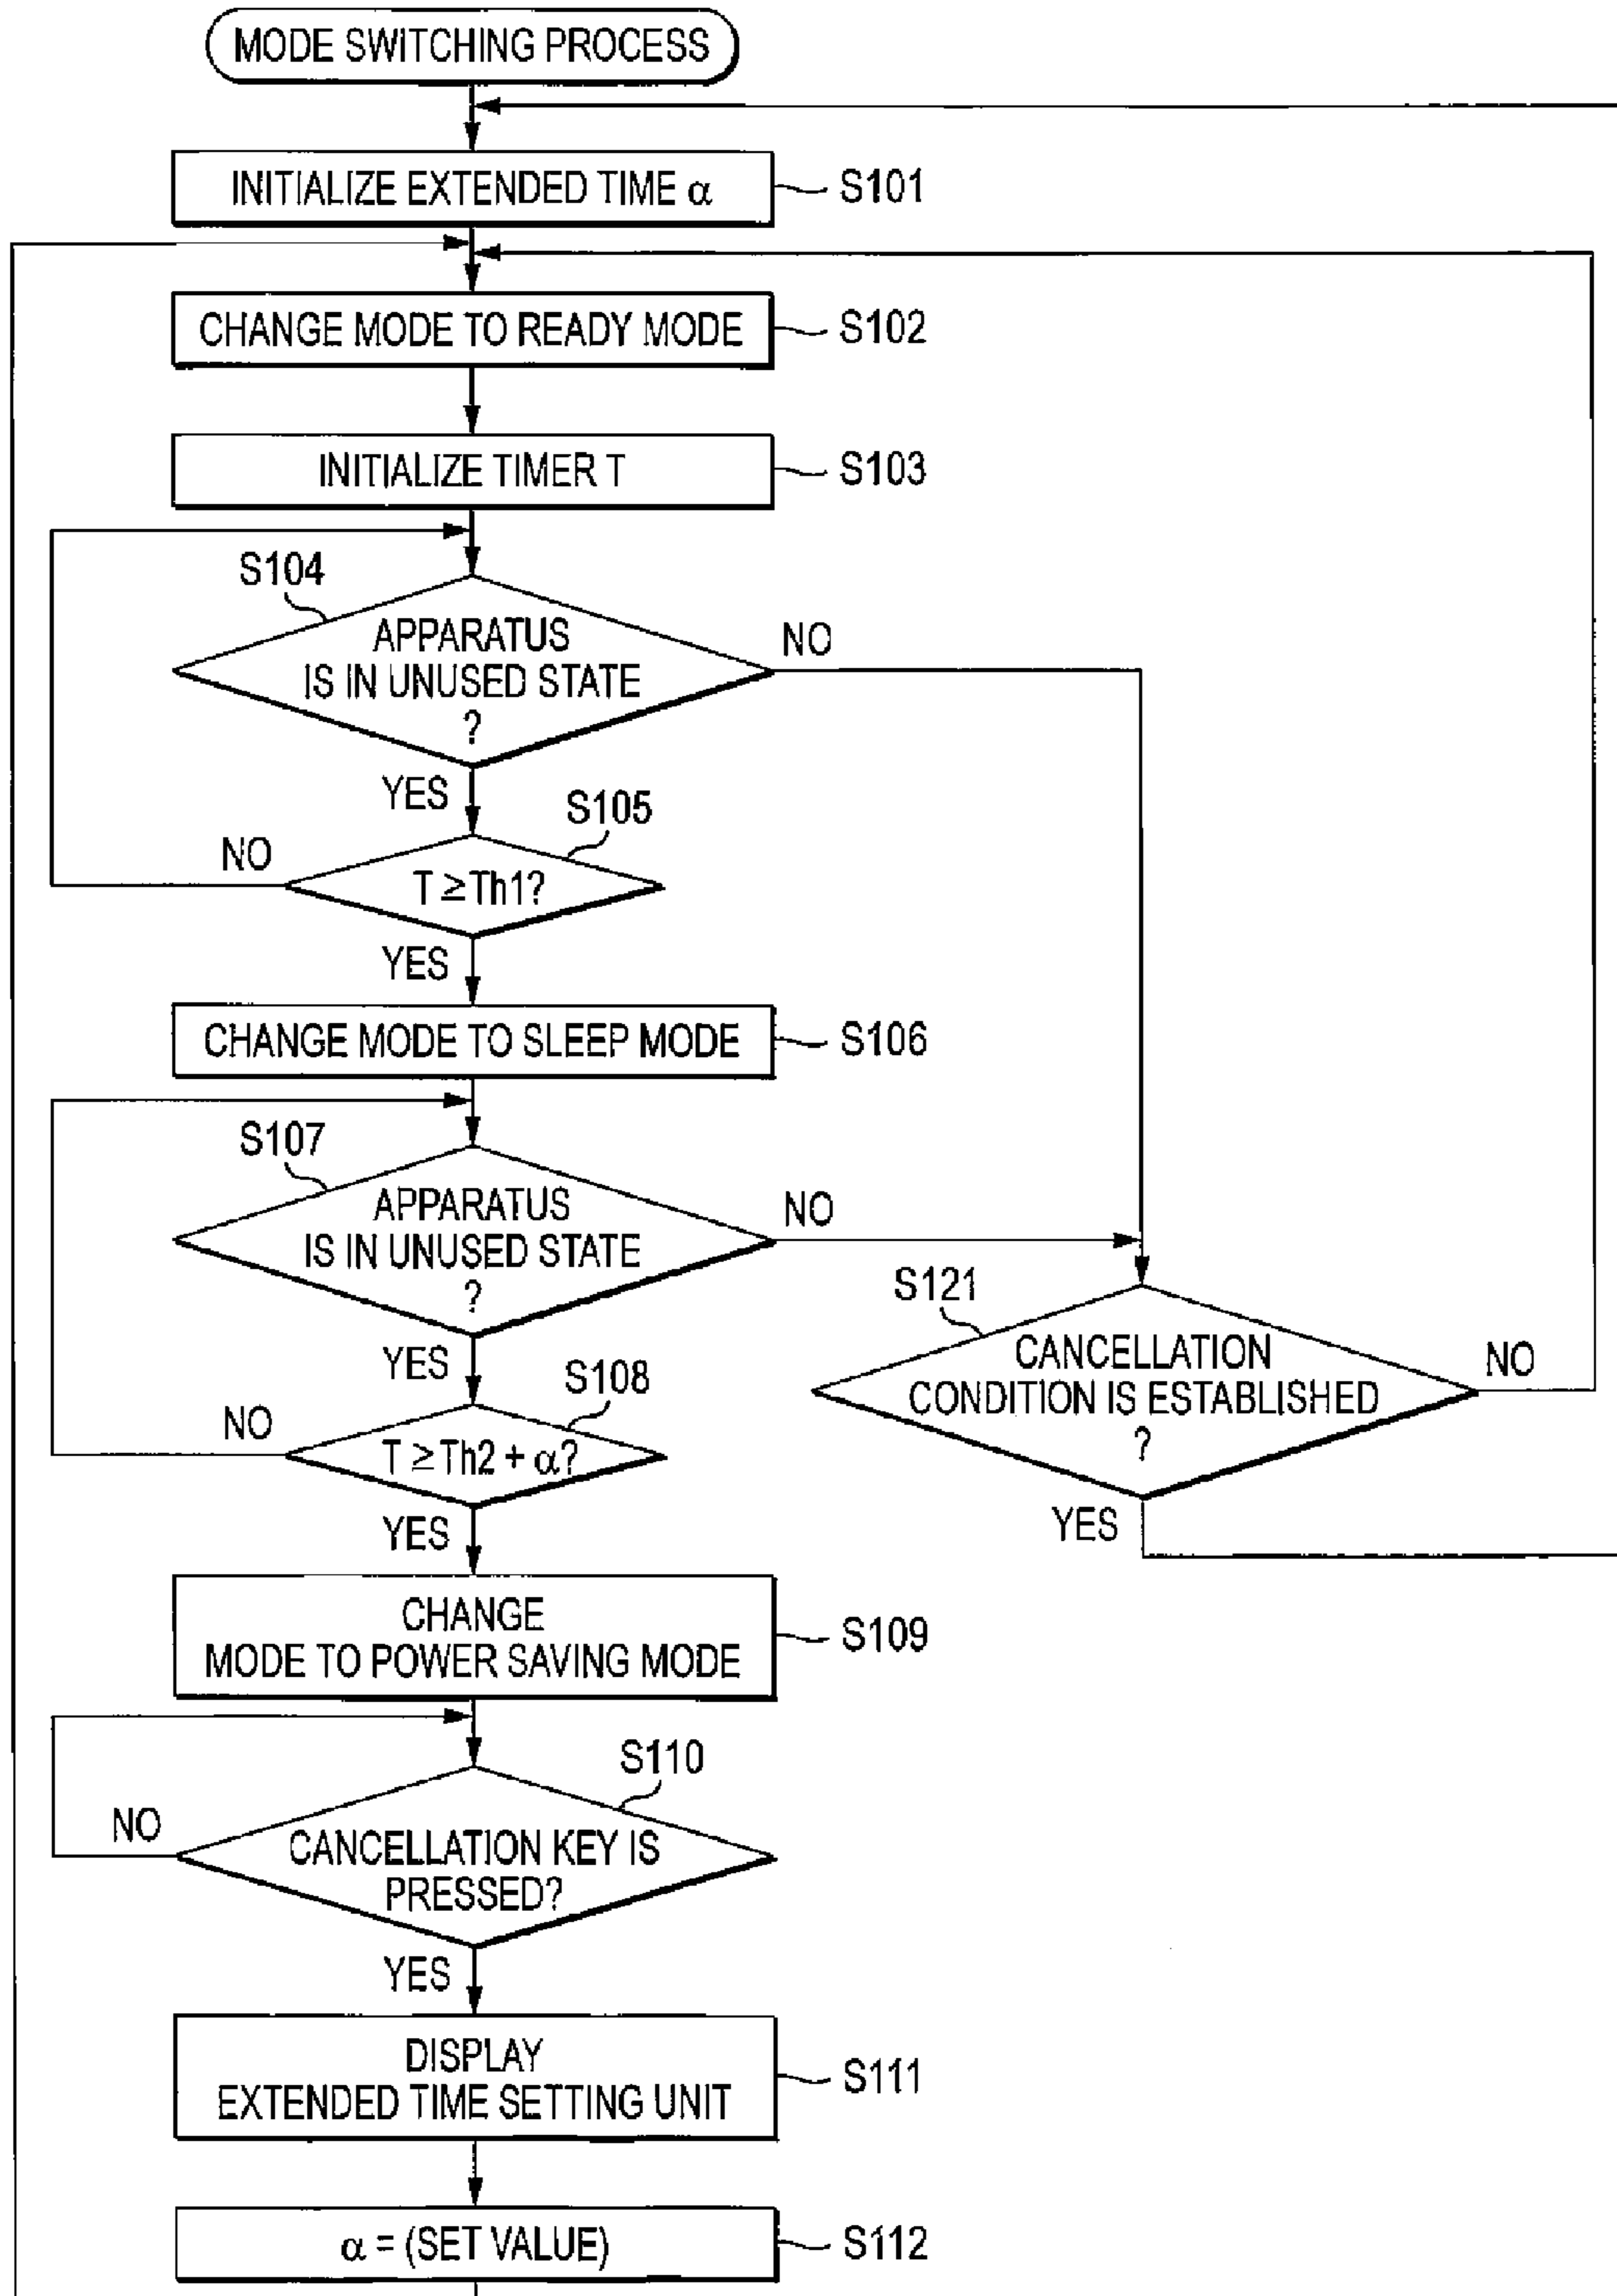 MODE SWITCHING PROCESS
INITIALIZE EXTENDED TIME α
S101
CHANGE MODE TO READY MODE
S102
INITIALIZE TIMER T
S103
S104
APPARATUS
IS IN UNUSED STATE
?
NO
YES
S105
NO
T ≥ Th1?
YES
CHANGE MODE TO SLEEP MODE
S106
S107
APPARATUS
IS IN UNUSED STATE
?
NO
YES
S121
CANCELLATION
CONDITION IS ESTABLISHED
?
NO
YES
S108
NO
T ≥ Th2 + α?
YES
CHANGE
MODE TO POWER SAVING MODE
S109
S110
NO
CANCELLATION KEY IS
PRESSED?
YES
DISPLAY
EXTENDED TIME SETTING UNIT
S111
α = (SET VALUE)
S112